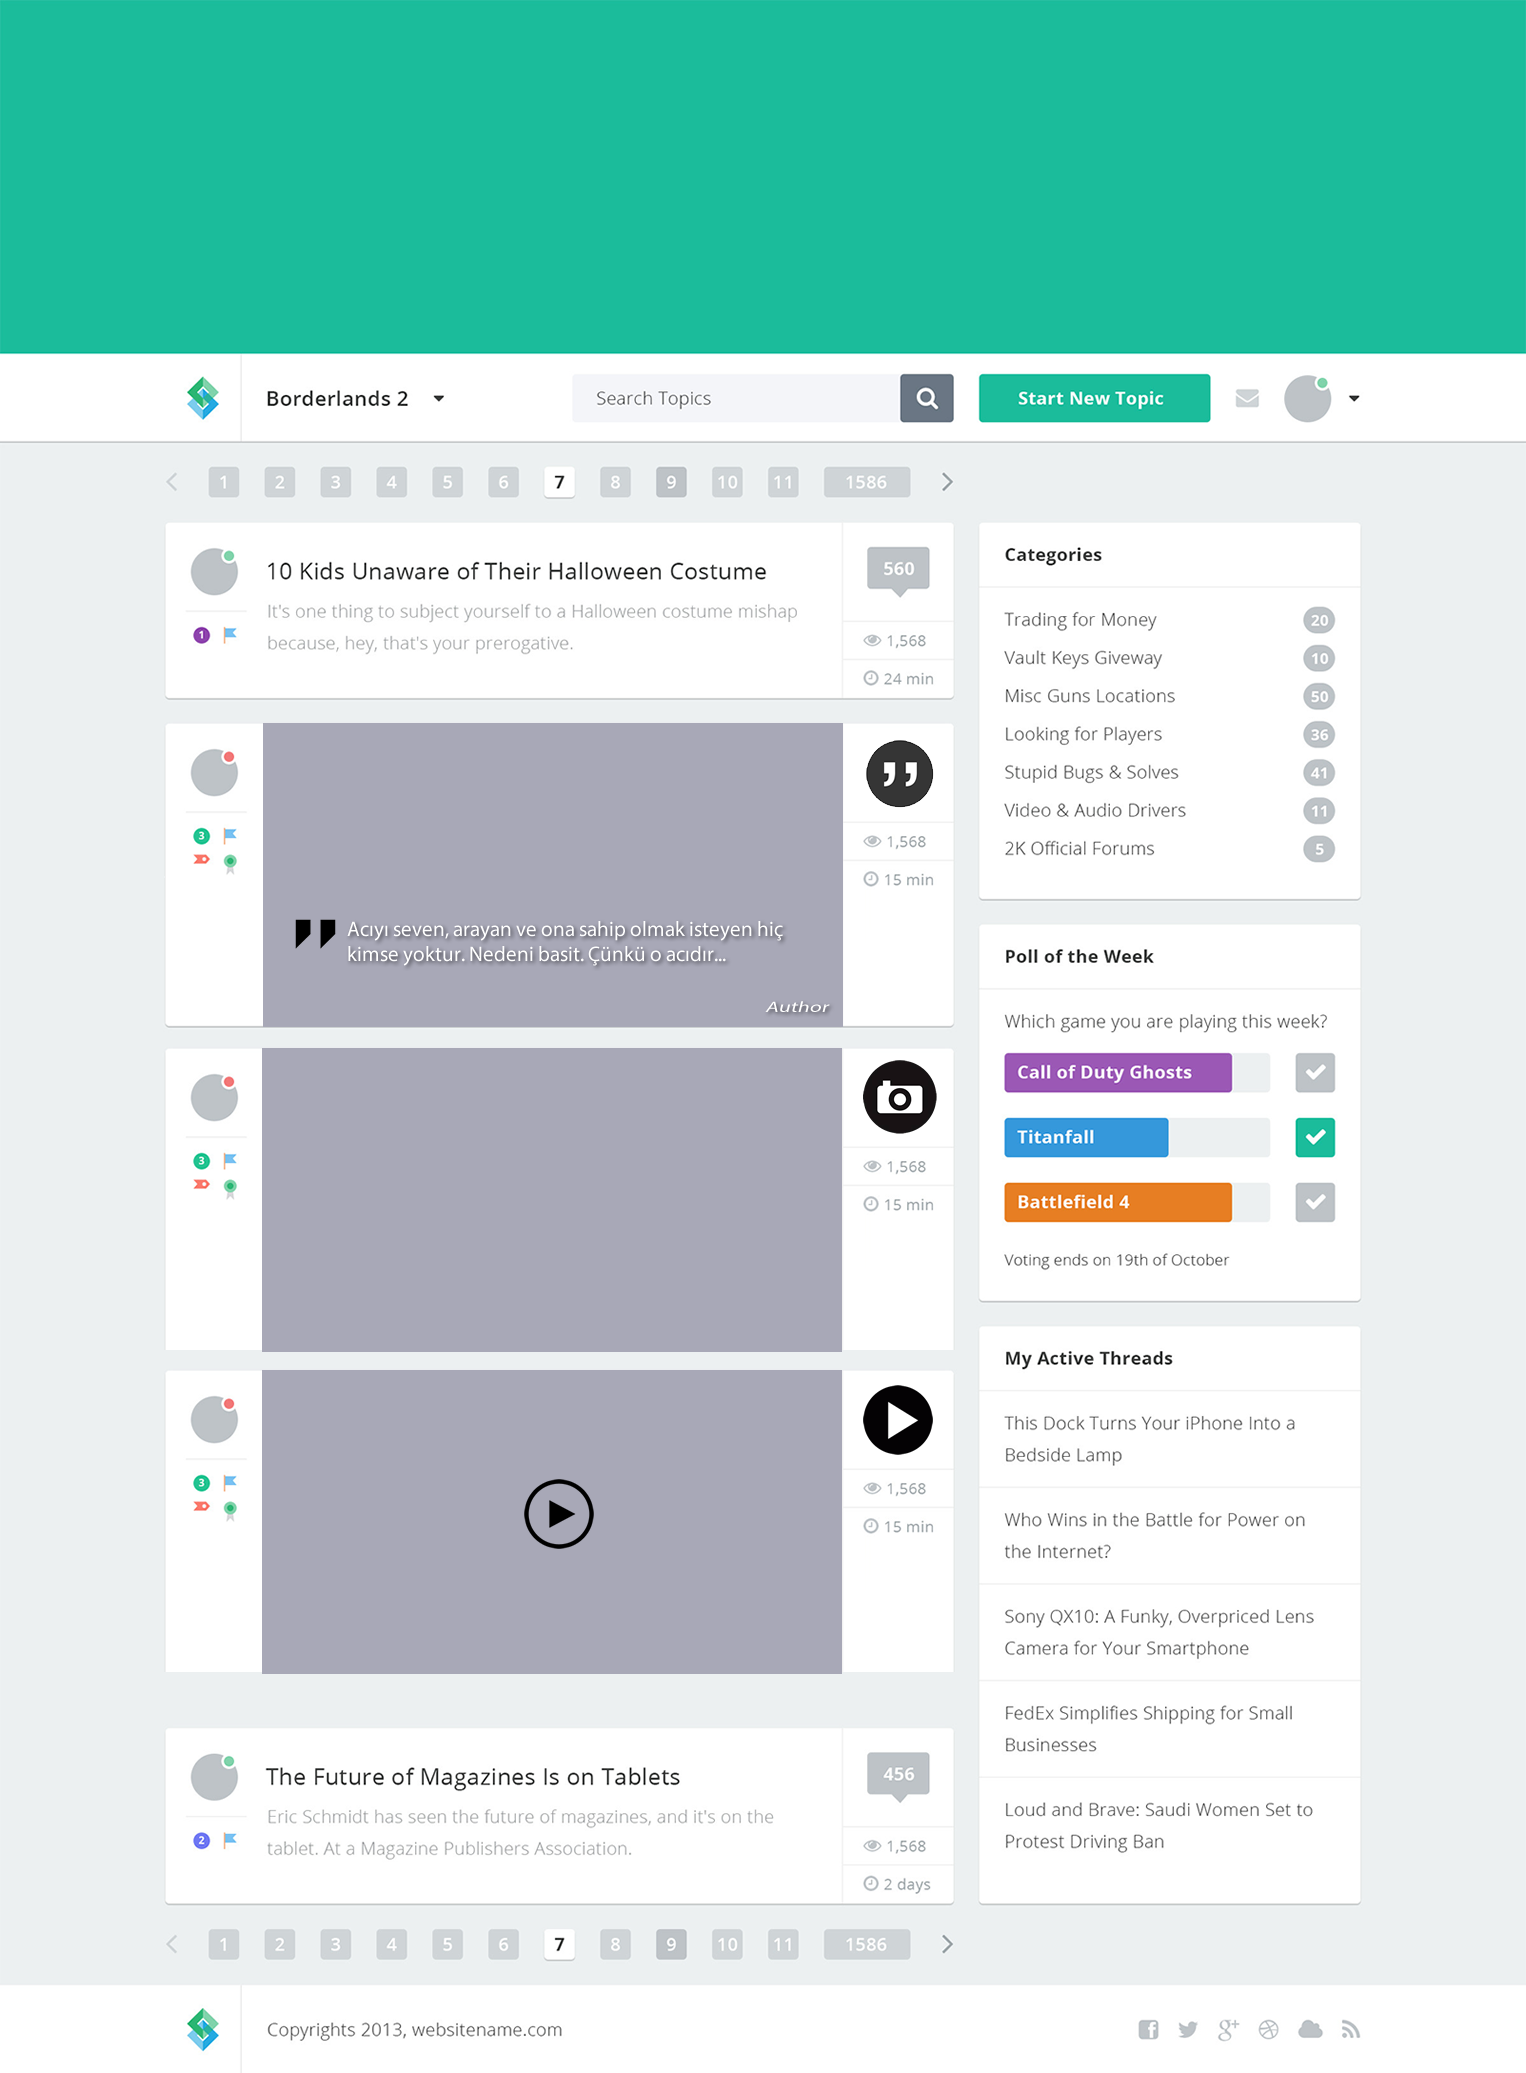 Borderlands 2
Search Topics
Start New Topic
1 2 3 4 5 6 7 8 9 10 11 1586
10 Kids Unaware of Their Halloween Costume
It's one thing to subject yourself to a Halloween costume mishap
because, hey, that's your prerogative.
1
560
1,568
24 min
3
Acıyı seven, arayan ve ona sahip olmak isteyen hiç
kimse yoktur. Nedeni basit. Çünkü o acıdır...
Author
1,568
15 min
3
1,568
15 min
3
1,568
15 min
The Future of Magazines Is on Tablets
Eric Schmidt has seen the future of magazines, and it's on the
tablet. At a Magazine Publishers Association.
2
456
1,568
2 days
Categories
Trading for Money 20
Vault Keys Giveway 10
Misc Guns Locations 50
Looking for Players 36
Stupid Bugs & Solves 41
Video & Audio Drivers 11
2K Official Forums 5
Poll of the Week
Which game you are playing this week?
Call of Duty Ghosts
Titanfall
Battlefield 4
Voting ends on 19th of October
My Active Threads
This Dock Turns Your iPhone Into a
Bedside Lamp
Who Wins in the Battle for Power on
the Internet?
Sony QX10: A Funky, Overpriced Lens
Camera for Your Smartphone
FedEx Simplifies Shipping for Small
Businesses
Loud and Brave: Saudi Women Set to
Protest Driving Ban
1 2 3 4 5 6 7 8 9 10 11 1586
Copyrights 2013, websitename.com